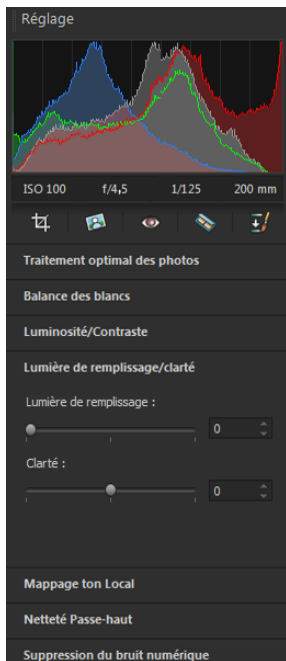 Réglage
ISO 100 f/4,5 1/125 200 mm
Traitement optimal des photos
Balance des blancs
Luminosité/Contraste
Lumière de remplissage/clarté
Lumière de remplissage :
0
Clarté :
0
Mappage ton Local
Netteté Passe-haut
Suppression du bruit numérique